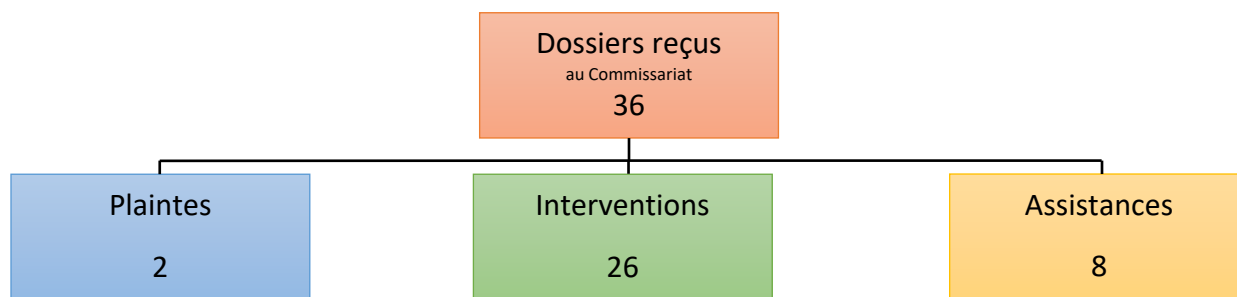 Dossiers reçus
au Commissariat
36
Plaintes
2
Interventions
26
Assistances
8